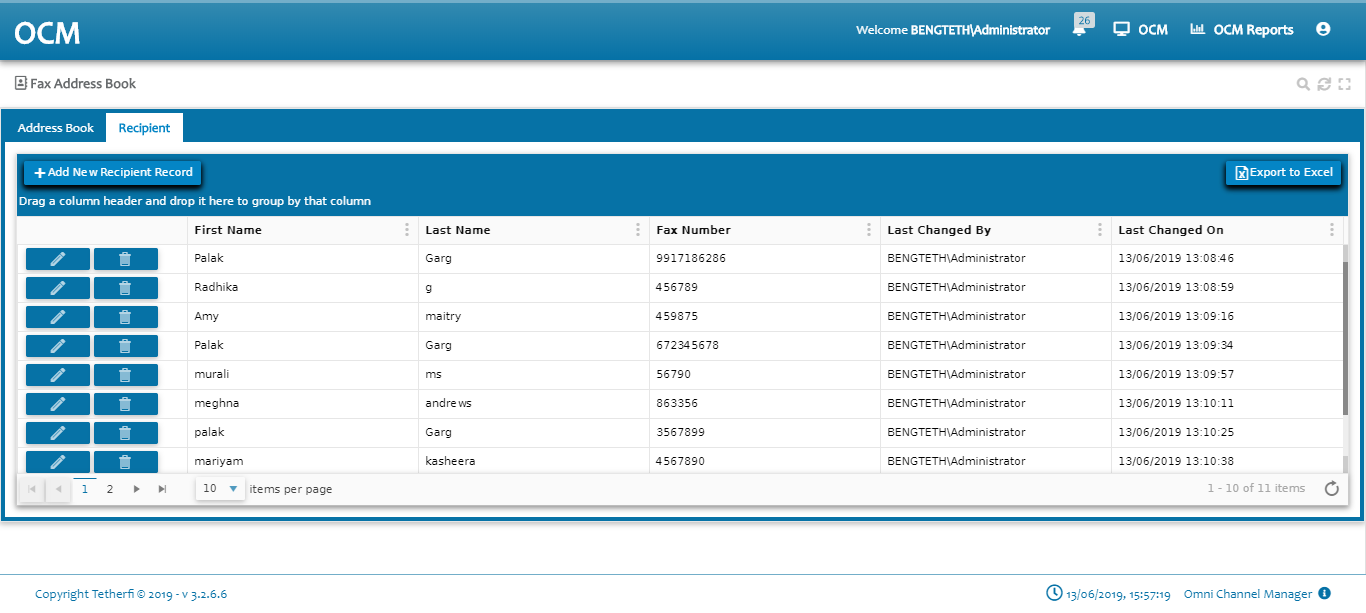 OCM
Welcome BENGTETH\Administrator 26 OCM OCM Reports
Fax Address Book
Address Book Recipient
Add New Recipient Record Export to Excel
Drag a column header and drop it here to group by that column
First Name Last Name Fax Number Last Changed By Last Changed On
Palak Garg 9917186286 BENGTETH\Administrator 13/06/2019 13:08:46
Radhika g 456789 BENGTETH\Administrator 13/06/2019 13:08:59
Amy maitry 459875 BENGTETH\Administrator 13/06/2019 13:09:16
Palak Garg 672345678 BENGTETH\Administrator 13/06/2019 13:09:34
murali ms 56790 BENGTETH\Administrator 13/06/2019 13:09:57
meghna andrews 863356 BENGTETH\Administrator 13/06/2019 13:10:11
palak Garg 3567899 BENGTETH\Administrator 13/06/2019 13:10:25
mariyam kasheera 4567890 BENGTETH\Administrator 13/06/2019 13:10:38
1 2 10 items per page 1 - 10 of 11 items
Copyright Tetherfi © 2019 - v 3.2.6.6 13/06/2019, 15:57:19 Omni Channel Manager